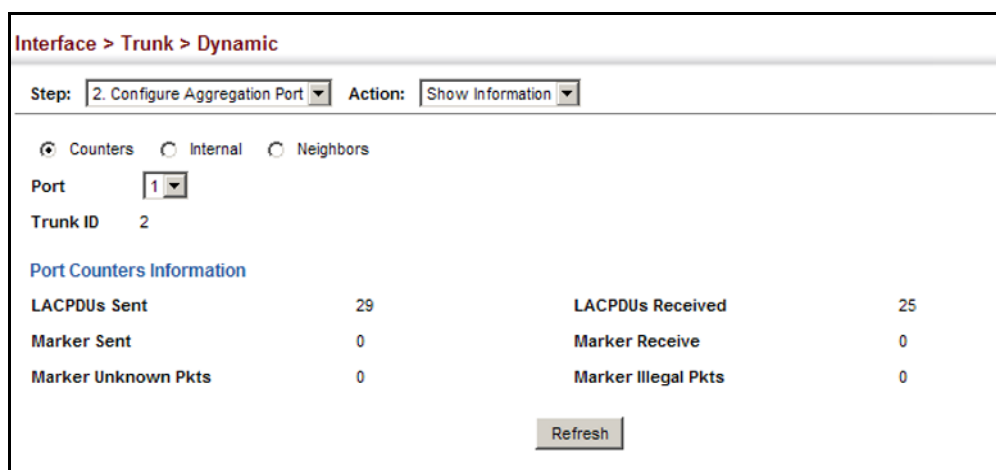 Interface > Trunk > Dynamic
Step: 2. Configure Aggregation Port Action: Show Information
Counters Internal Neighbors
Port 1
Trunk ID 2
Port Counters Information
LACPDUs Sent 29 LACPDUs Received 25
Marker Sent 0 Marker Receive 0
Marker Unknown Pkts 0 Marker Illegal Pkts 0
Refresh